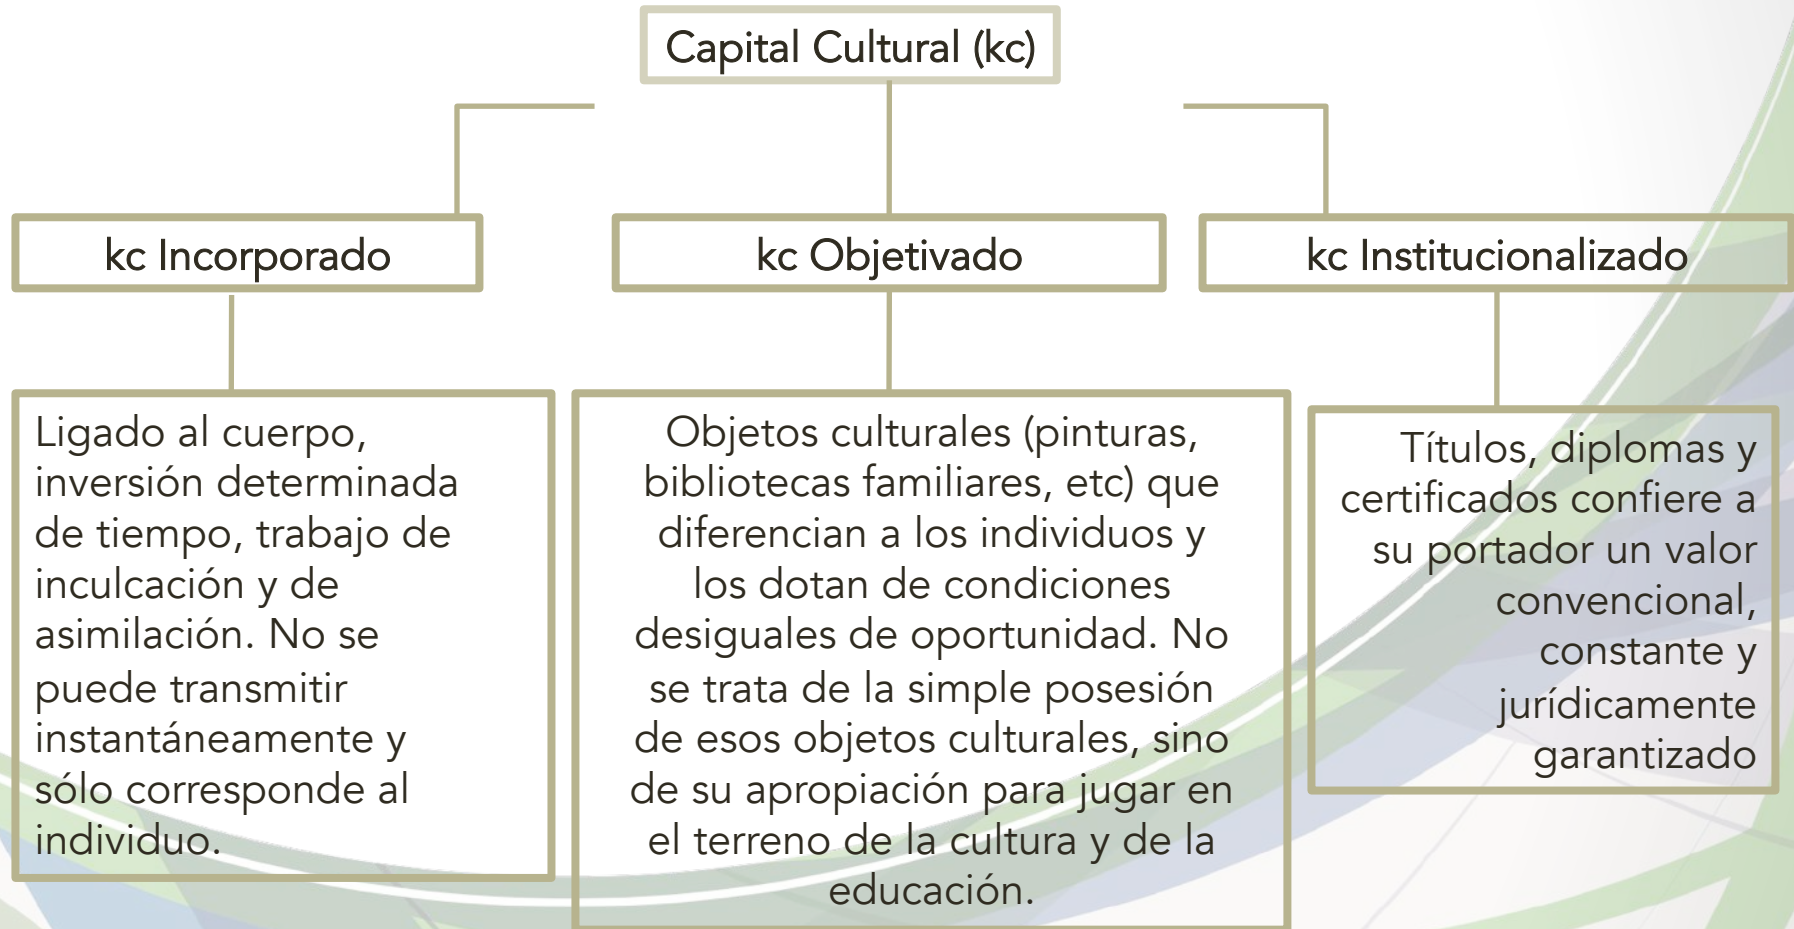 Capital Cultural (kc)
kc Incorporado
kc Objetivado
kc Institucionalizado
Ligado al cuerpo,
inversión determinada
de tiempo, trabajo de
inculcación y de
asimilación. No se
puede transmitir
instantáneamente y
sólo corresponde al
individuo.
Objetos culturales (pinturas,
bibliotecas familiares, etc) que
diferencian a los individuos y
los dotan de condiciones
desiguales de oportunidad. No
se trata de la simple posesión
de esos objetos culturales, sino
de su apropiación para jugar en
el terreno de la cultura y de la
educación.
Títulos, diplomas y
certificados confiere a
su portador un valor
convencional,
constante y
jurídicamente
garantizado